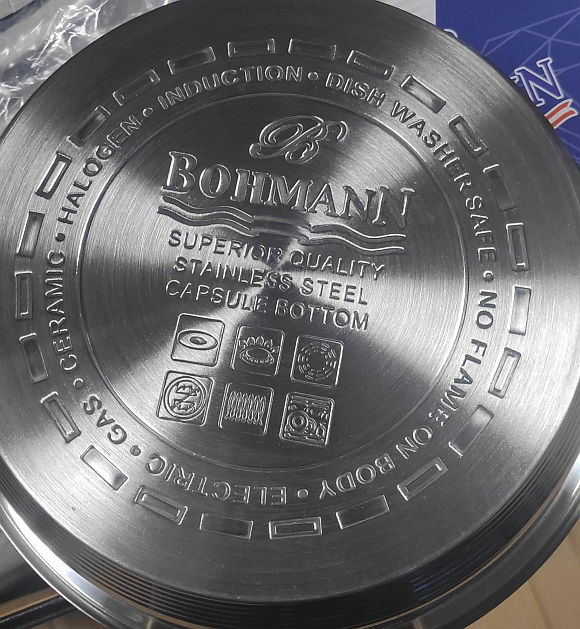 B
BOHMANN
SUPERIOR QUALITY
STAINLESS STEEL
CAPSULE BOTTOM
GAS • CERAMIC • HALOGEN • INDUCTION • DISH WASHER SAFE • NO FLAME ON BODY • ELECTRIC •